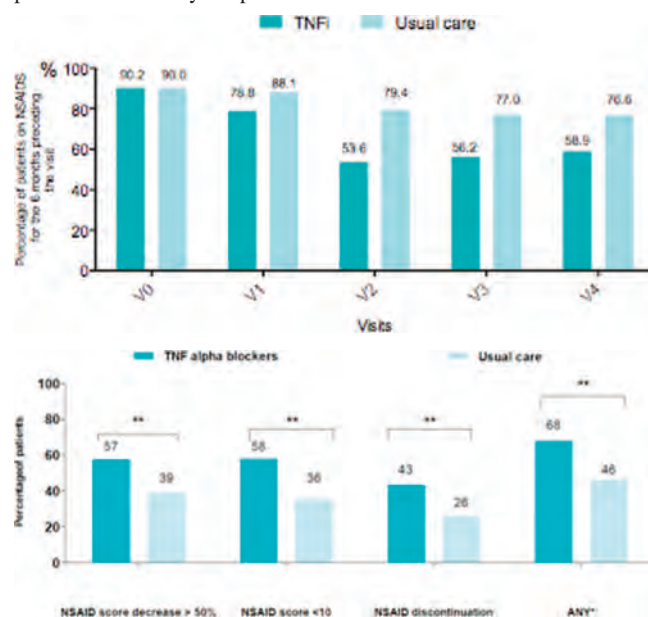 TNFi Usual care
%
Percentage of patients on NSAIDS
for the 6 months preceding
the visit
100
80
60
40
20
0
90.2 90.0
78.8 88.1
53.6 79.4
56.2 77.0
58.9 76.6
V0 V1 V2 V3 V4
Visits
TNF alpha blockers Usual care
Percentage of patients
100
80
60
40
20
0
** ** ** **
57 39
58 36
43 26
68 46
NSAID score decrease > 50% NSAID score <10 NSAID discontinuation ANY*